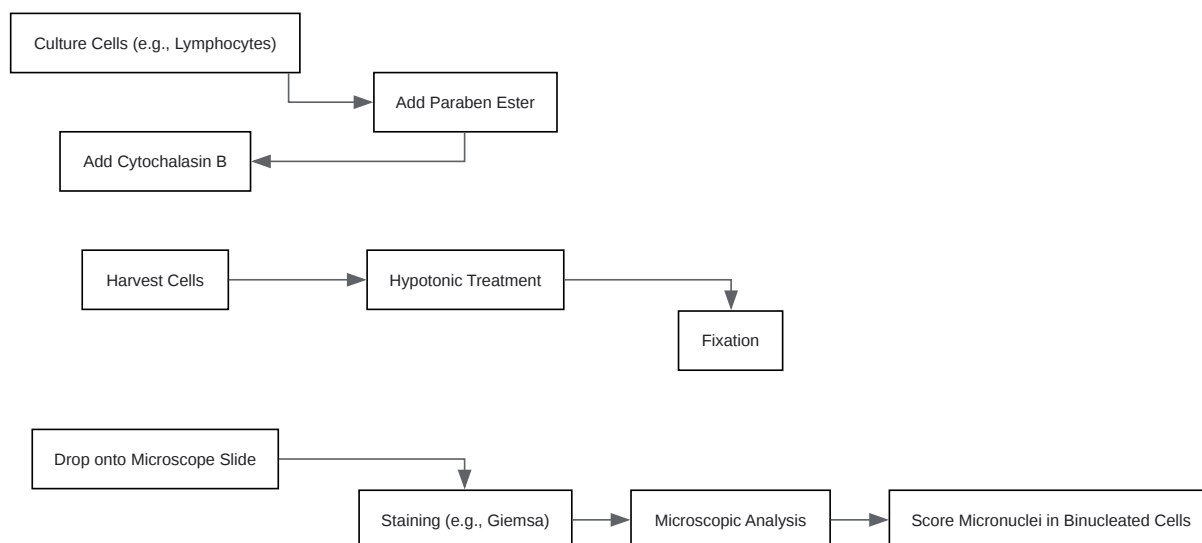 Culture Cells (e.g., Lymphocytes)
Add Paraben Ester
Add Cytochalasin B
Harvest Cells
Hypotonic Treatment
Fixation
Drop onto Microscope Slide
Staining (e.g., Giemsa)
Microscopic Analysis
Score Micronuclei in Binucleated Cells